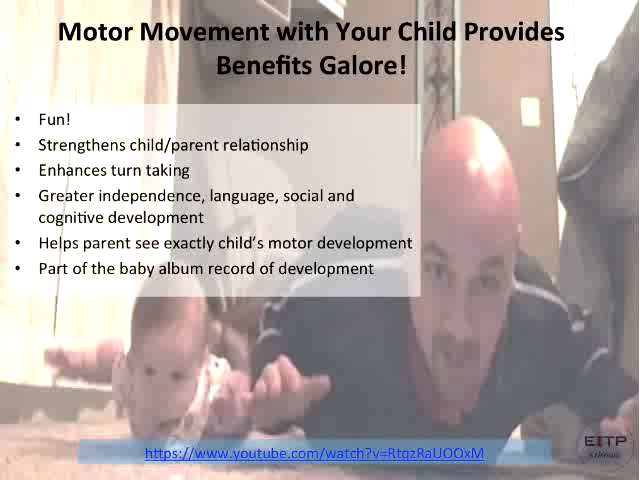 Motor Movement with Your Child Provides
Benefits Galore!
• Fun!
• Strengthens child/parent relationship
• Enhances turn taking
• Greater independence, language, social and
cognitive development
• Helps parent see exactly child's motor development
• Part of the baby album record of development
https://www.youtube.com/watch?v=RtqzRaUOOxM
EITP